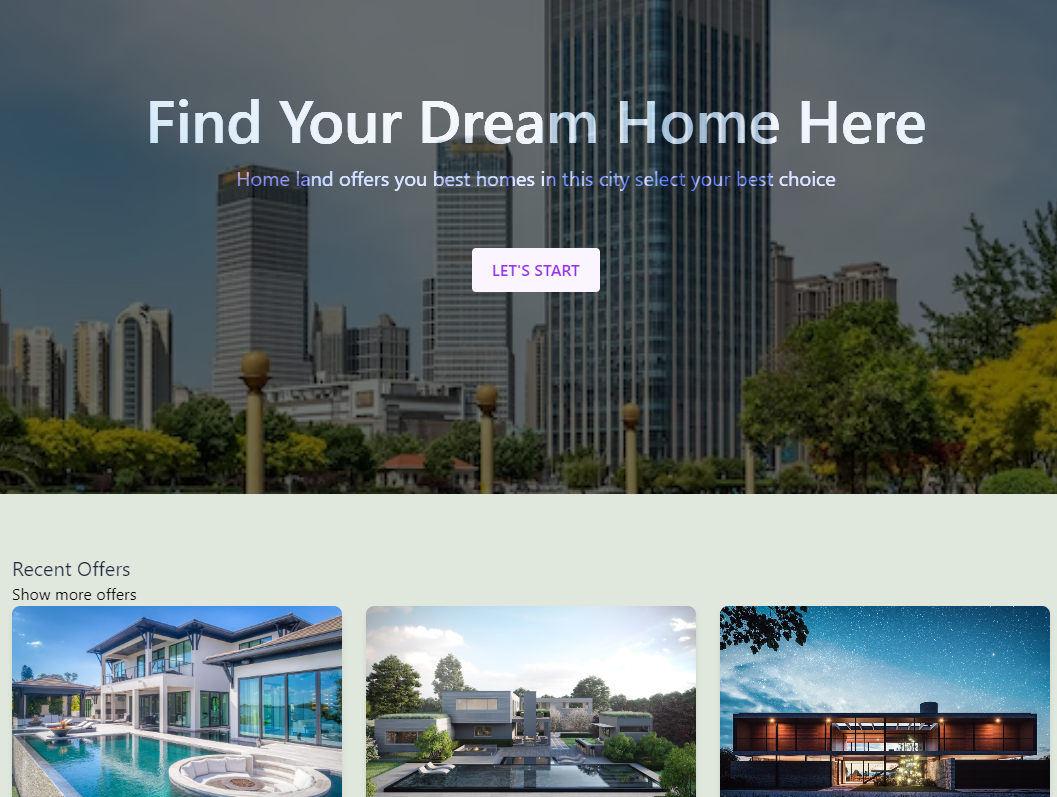 Find Your Dream Home Here
Home land offers you best homes in this city select your best choice
LET'S START
Recent Offers
Show more offers